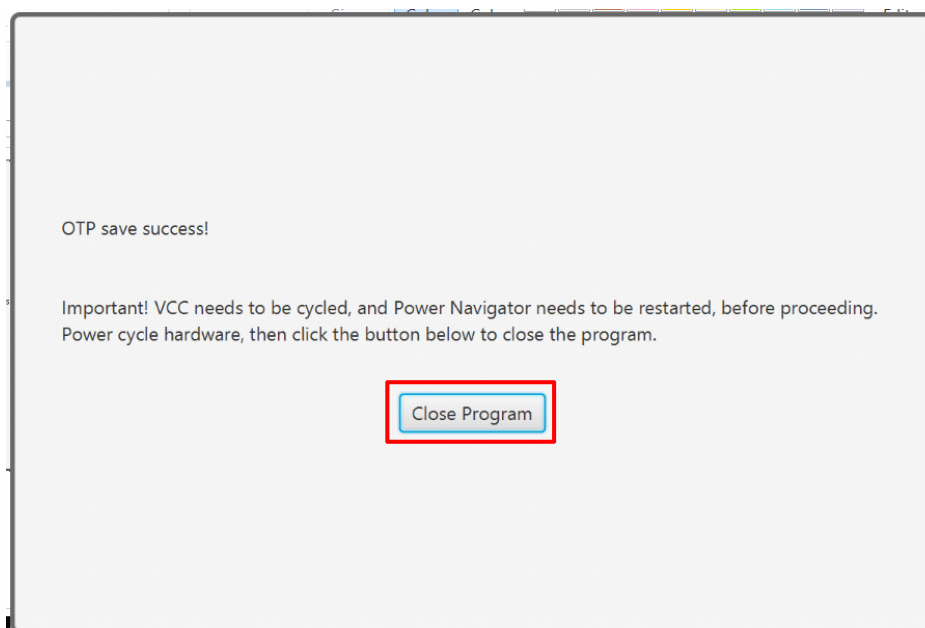 OTP save success!
Important! VCC needs to be cycled, and Power Navigator needs to be restarted, before proceeding.
Power cycle hardware, then click the button below to close the program.
Close Program